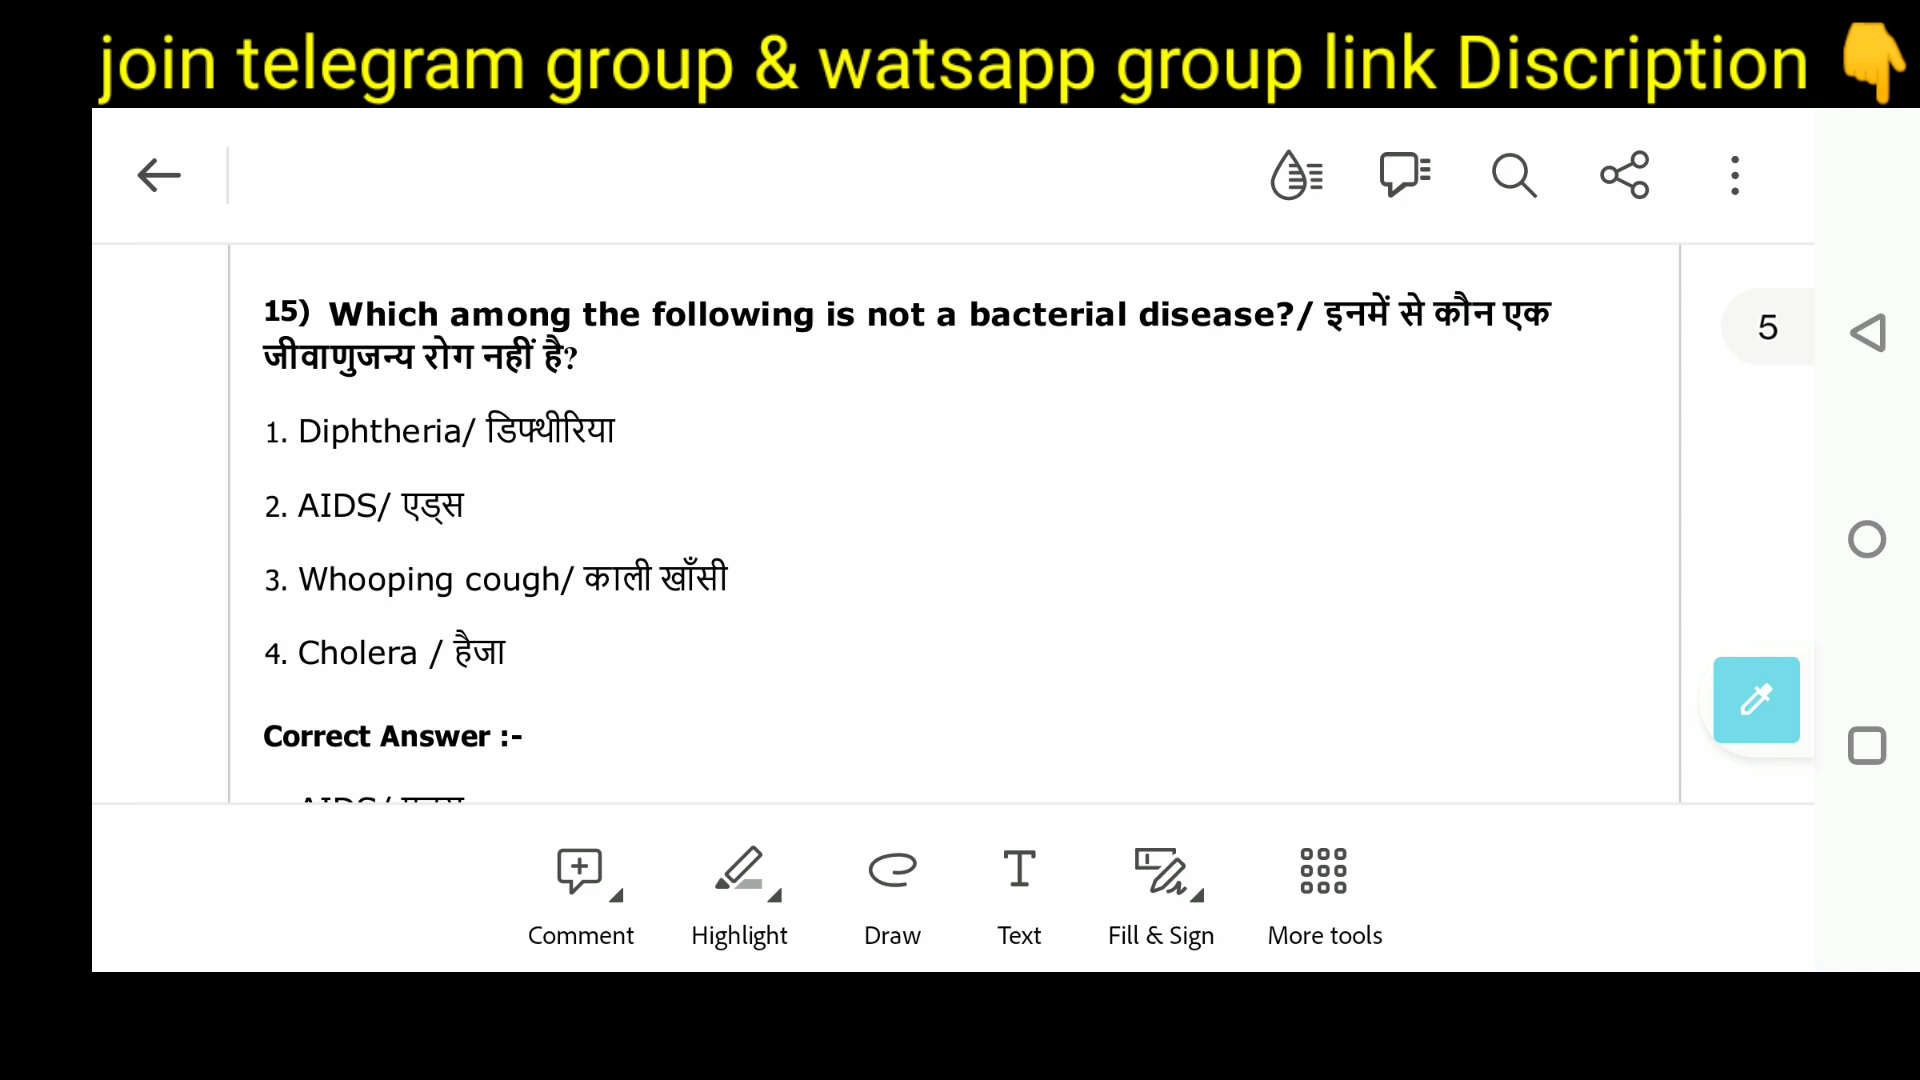 join telegram group & watsapp group link Discription 👇
15) Which among the following is not a bacterial disease?/ इनमें से कौन एक
5
जीवाणुजन्य रोग नहीं है?
1. Diphtheria/ डिफ्थीरिया
2. AIDS/ एड्स
3. Whooping cough/ काली खाँसी
4. Cholera / हैजा
Correct Answer :-
AIDS/ एड्स
Comment
Highlight
Draw
Text
Fill & Sign
More tools